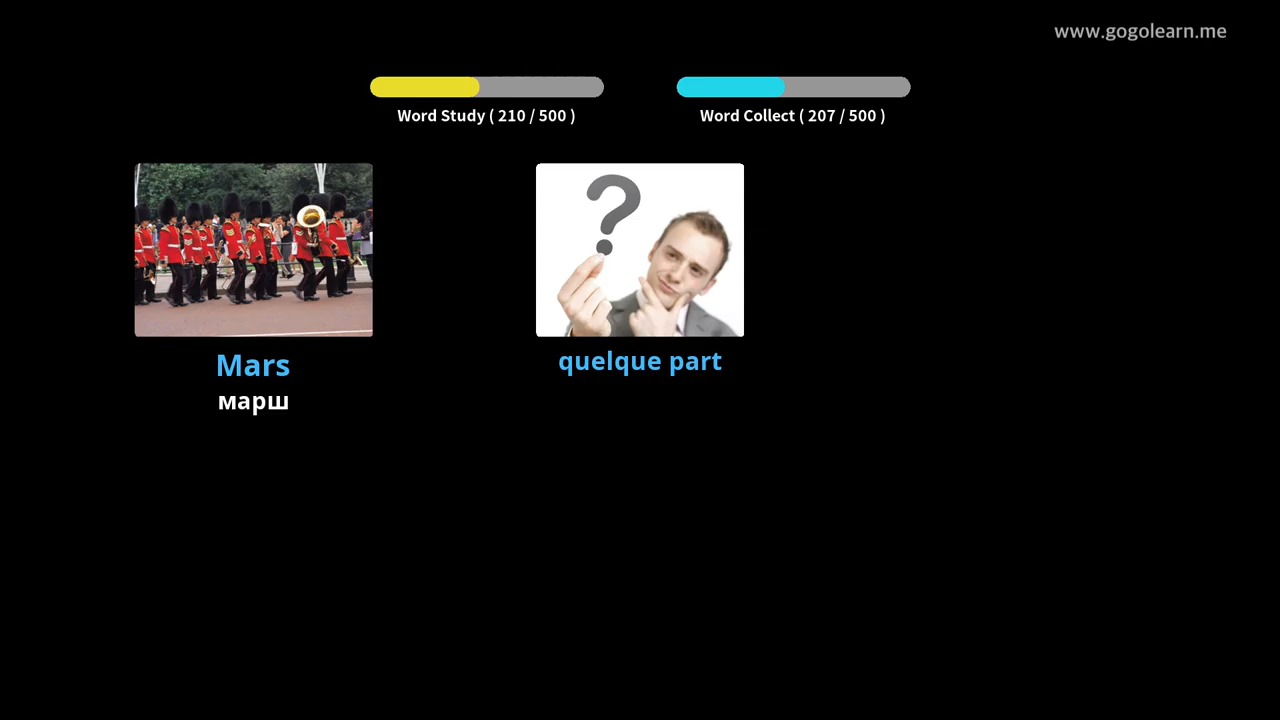 www.gogolearn.me
Word Study ( 210 / 500 )
Word Collect ( 207 / 500 )
Mars
марш
quelque part